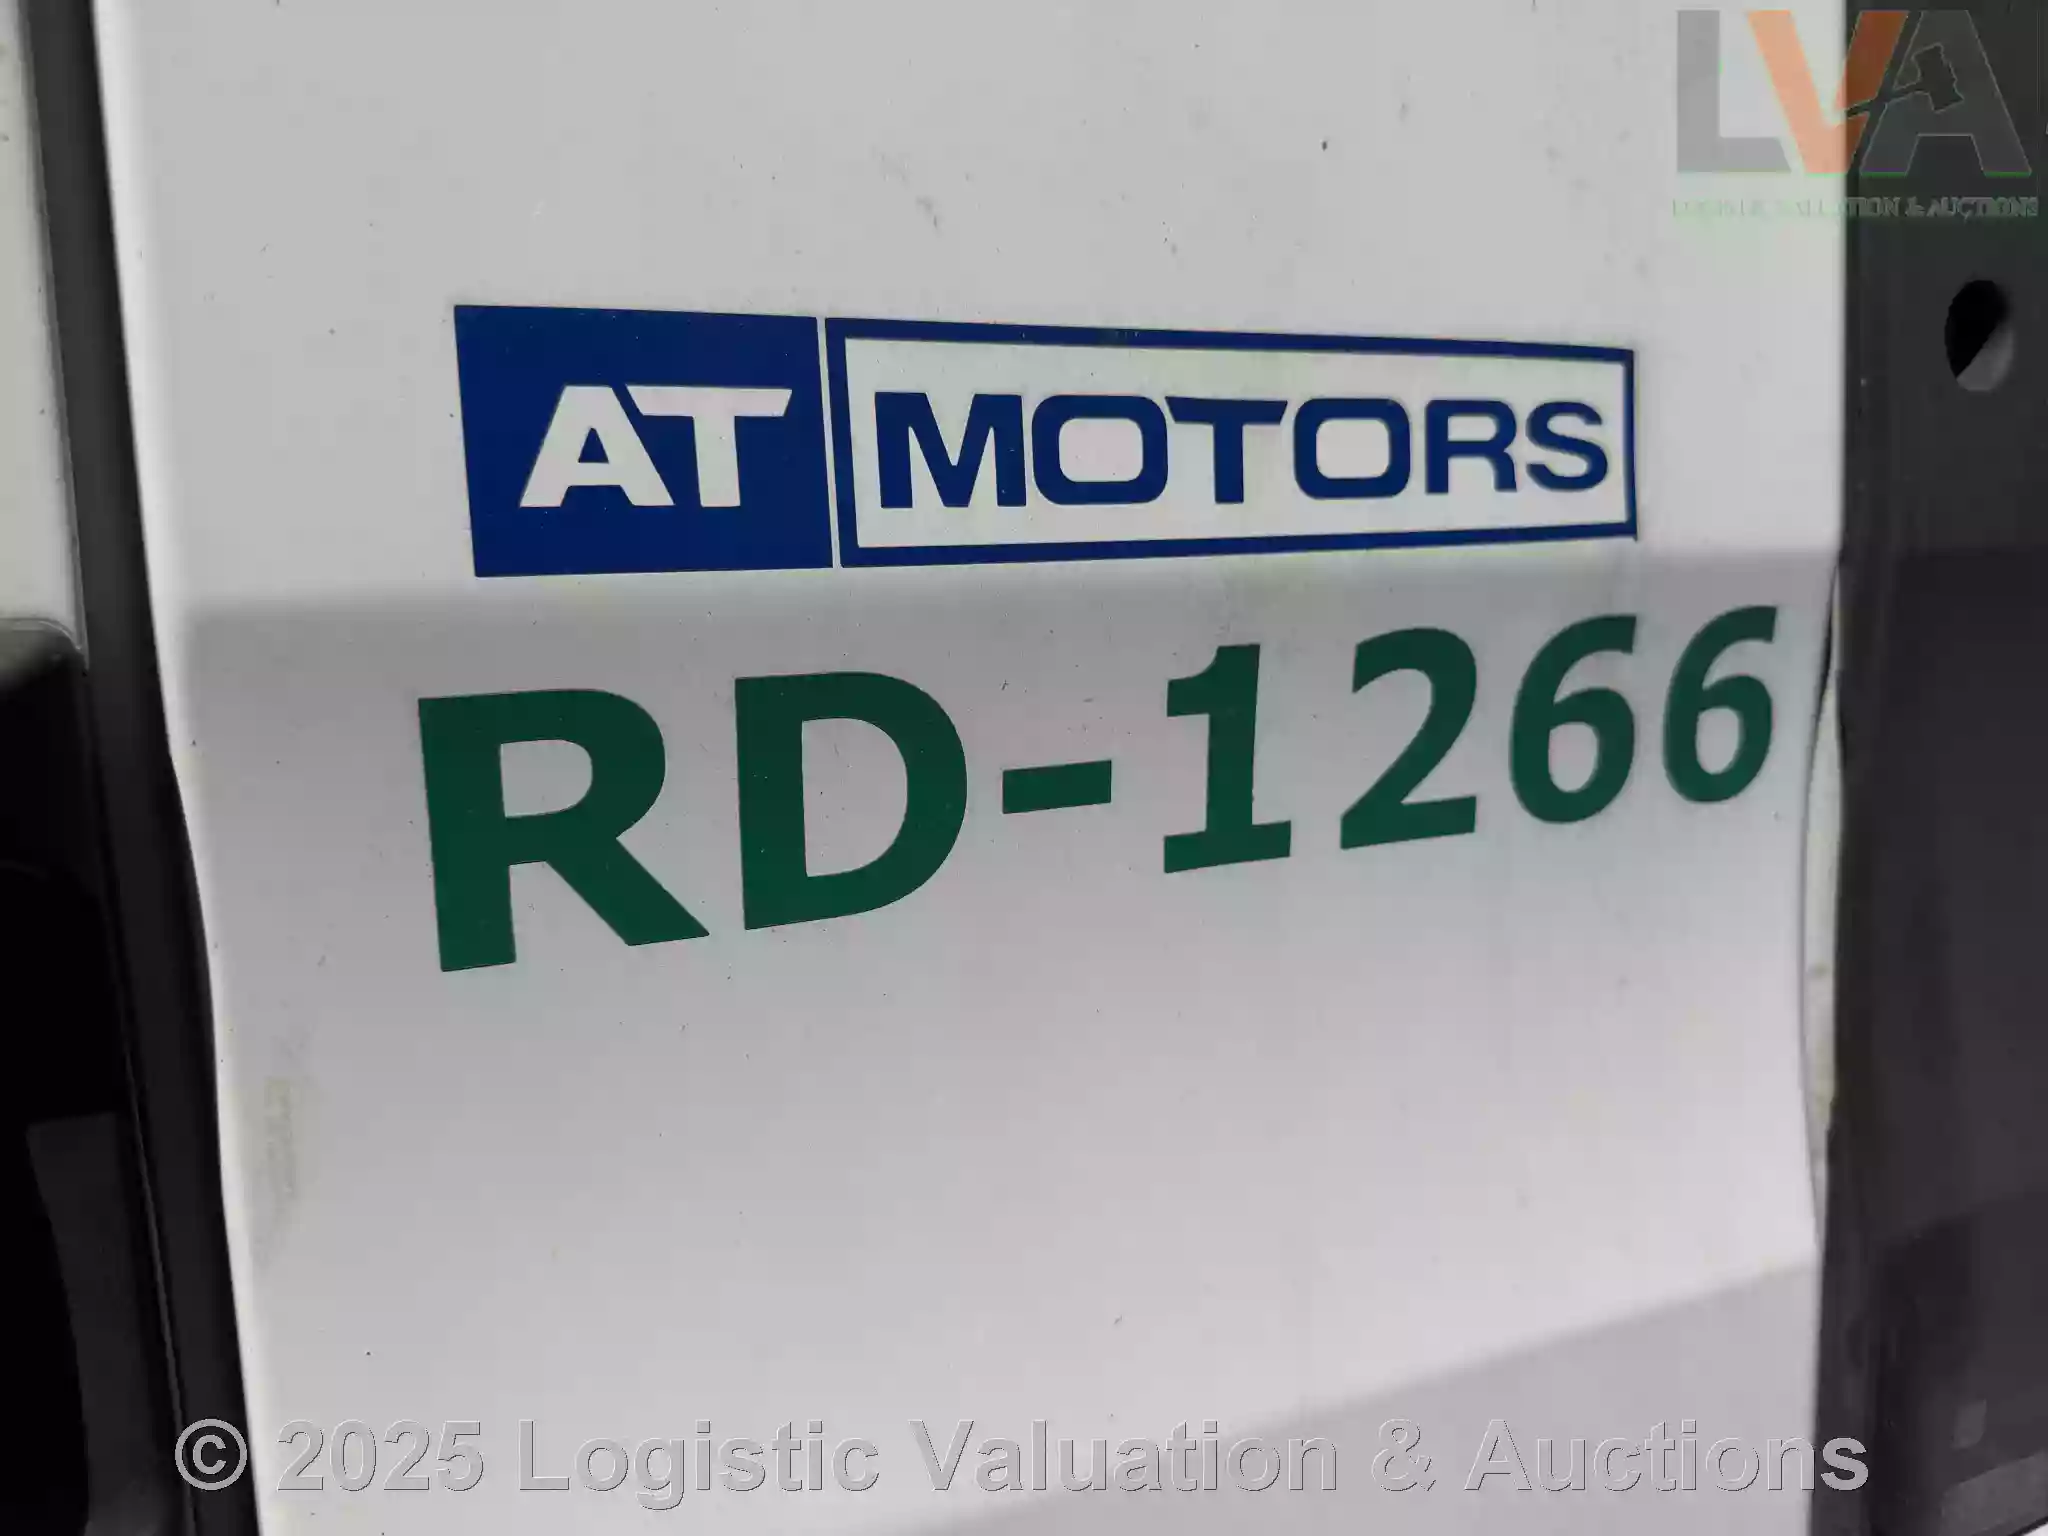 LVA
LOGISTIC VALUATION & AUCTIONS
AT MOTORS
RD-1266
© 2025 Logistic Valuation & Auctions